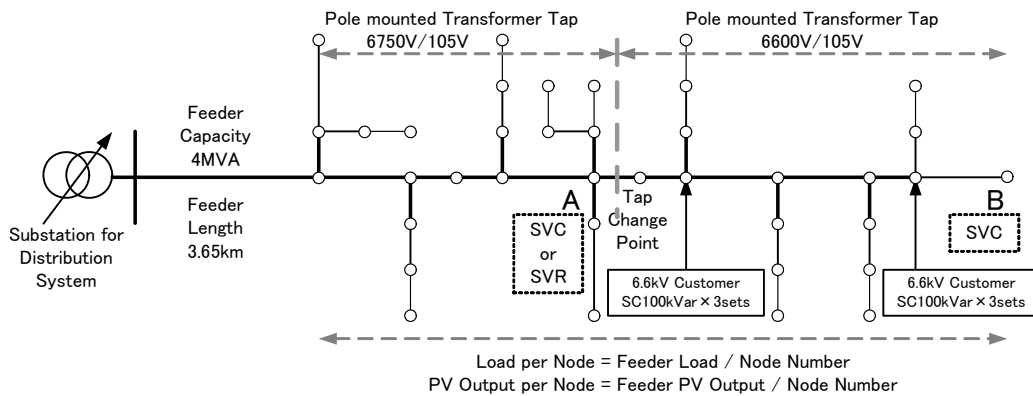 Pole mounted Transformer Tap
6750V/105V
Pole mounted Transformer Tap
6600V/105V
Feeder
Capacity
4MVA
Feeder
Length
3.65km
Substation for
Distribution
System
A
SVC
or
SVR
Tap
Change
Point
B
SVC
6.6kV Customer
SC100kVar×3sets
6.6kV Customer
SC100kVar×3sets
Load per Node = Feeder Load / Node Number
PV Output per Node = Feeder PV Output / Node Number